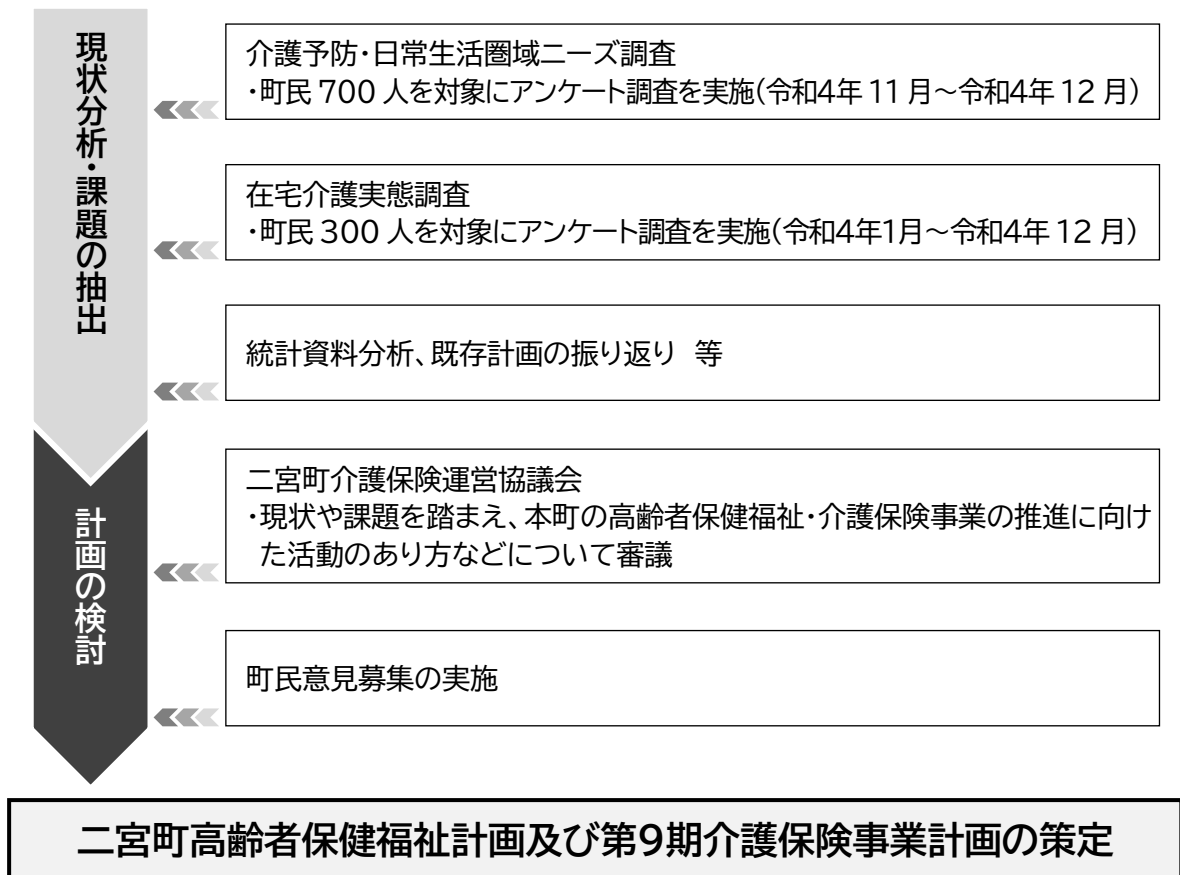 現状分析・課題の抽出
介護予防・日常生活圏域ニーズ調査
・町民 700 人を対象にアンケート調査を実施(令和4年 11 月～令和4年 12 月)
在宅介護実態調査
・町民 300 人を対象にアンケート調査を実施(令和4年1月～令和4年 12 月)
統計資料分析、既存計画の振り返り　等
計画の検討
二宮町介護保険運営協議会
・現状や課題を踏まえ、本町の高齢者保健福祉・介護保険事業の推進に向け
た活動のあり方などについて審議
町民意見募集の実施
二宮町高齢者保健福祉計画及び第9期介護保険事業計画の策定